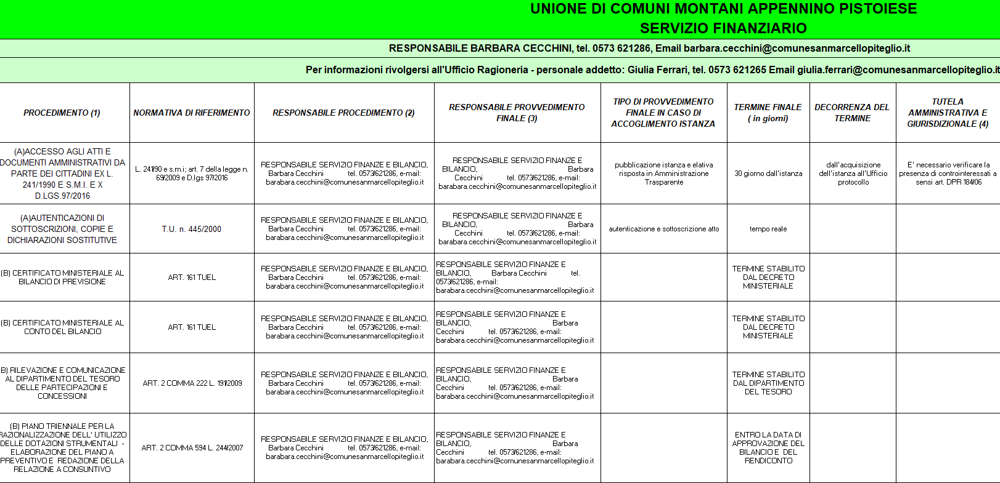 UNIONE DI COMUNI MONTANI APPENNINO PISTOIESE
SERVIZIO FINANZIARIO
RESPONSABILE BARBARA CECCHINI, tel. 0573 621286, Email barbara.cecchini@comunesanmarcellopiteglio.it
Per informazioni rivolgersi all'Ufficio Ragioneria - personale addetto: Giulia Ferrari, tel. 0573 621265 Email giulia.ferrari@comunesanmarcellopiteglio.it
PROCEDIMENTO (1)
NORMATIVA DI RIFERIMENTO
RESPONSABILE PROCEDIMENTO (2)
RESPONSABILE PROVVEDIMENTO
FINALE (3)
TIPO DI PROVVEDIMENTO
FINALE IN CASO DI
ACCOGLIMENTO ISTANZA
TERMINE FINALE
( in giorni)
DECORRENZA DEL
TERMINE
TUTELA
AMMINISTRATIVA E
GIURISDIZIONALE (4)
(A)ACCESSO AGLI ATTI E
DOCUMENTI AMMINISTRATIVI DA
PARTE DEI CITTADINI EX L.
241/1990 E S.M.I. E X
D.LGS.97/2016
L. 241/90 e s.m.i; art. 7 della legge n.
69/2009 e D.lgs 97/2016
RESPONSABILE SERVIZIO FINANZE E BILANCIO,
Barbara Cecchini tel. 0573/621286, e-mail:
barabara.cecchini@comunesanmarcellopiteglio.it
RESPONSABILE SERVIZIO FINANZE E
BILANCIO, Barbara
Cecchini tel. 0573/621286, e-mail:
barabara.cecchini@comunesanmarcellopiteglio.it
pubblicazione istanza e elativa
risposta in Amministrazione
Trasparente
30 giorno dall'istanza
dall'acquisizione
dell'istanza all'Ufficio
protocollo
E' necessario verificare la
presenza di controinteressati a
sensi art. DPR 184/06
(A)AUTENTICAZIONI DI
SOTTOSCRIZIONI, COPIE E
DICHIARAZIONI SOSTITUTIVE
T.U. n. 445/2000
RESPONSABILE SERVIZIO FINANZE E BILANCIO,
Barbara Cecchini tel. 0573/621286, e-mail:
barabara.cecchini@comunesanmarcellopiteglio.it
RESPONSABILE SERVIZIO FINANZE E
BILANCIO, Barbara
Cecchini tel. 0573/621286, e-mail:
barabara.cecchini@comunesanmarcellopiteglio.it
autenticazione e sottoscrizione atto
tempo reale
(B) CERTIFICATO MINISTERIALE AL
BILANCIO DI PREVISIONE
ART. 161 TUEL
RESPONSABILE SERVIZIO FINANZE E BILANCIO,
Barbara Cecchini tel. 0573/621286, e-mail:
barabara.cecchini@comunesanmarcellopiteglio.it
RESPONSABILE SERVIZIO FINANZE E
BILANCIO, Barbara Cecchini tel.
0573/621286, e-mail:
barabara.cecchini@comunesanmarcellopiteglio.it
TERMINE STABILITO
DAL DECRETO
MINISTERIALE
(B) CERTIFICATO MINISTERIALE AL
CONTO DEL BILANCIO
ART. 161 TUEL
RESPONSABILE SERVIZIO FINANZE E BILANCIO,
Barbara Cecchini tel. 0573/621286, e-mail:
barabara.cecchini@comunesanmarcellopiteglio.it
RESPONSABILE SERVIZIO FINANZE E
BILANCIO, Barbara
Cecchini tel. 0573/621286, e-mail:
barabara.cecchini@comunesanmarcellopiteglio.it
TERMINE STABILITO
DAL DECRETO
MINISTERIALE
B) RILEVAZIONE E COMUNICAZIONE
AL DIPARTIMENTO DEL TESORO
DELLE PARTECIPAZIONI E
CONCESSIONI
ART. 2 COMMA 222 L. 191/2009
RESPONSABILE SERVIZIO FINANZE E BILANCIO,
Barbara Cecchini tel. 0573/621286, e-mail:
barabara.cecchini@comunesanmarcellopiteglio.it
RESPONSABILE SERVIZIO FINANZE E
BILANCIO, Barbara
Cecchini tel. 0573/621286, e-mail:
barabara.cecchini@comunesanmarcellopiteglio.it
TERMINE STABILITO
DAL DIPARTIMENTO
DEL TESORO
(B) PIANO TRIENNALE PER LA
RAZIONALIZZAZIONE DELL' UTILIZZO
DELLE DOTAZIONI STRUMENTALI -
ELABORAZIONE DEL PIANO A
PREVENTIVO E REDAZIONE DELLA
RELAZIONE A CONSUNTIVO
ART. 2 COMMA 594 L. 244/2007
RESPONSABILE SERVIZIO FINANZE E BILANCIO,
Barbara Cecchini tel. 0573/621286, e-mail:
barabara.cecchini@comunesanmarcellopiteglio.it
RESPONSABILE SERVIZIO FINANZE E
BILANCIO, Barbara
Cecchini tel. 0573/621286, e-mail:
barabara.cecchini@comunesanmarcellopiteglio.it
ENTRO LA DATA DI
APPROVAZIONE DEL
BILANCIO E DEL
RENDICONTO